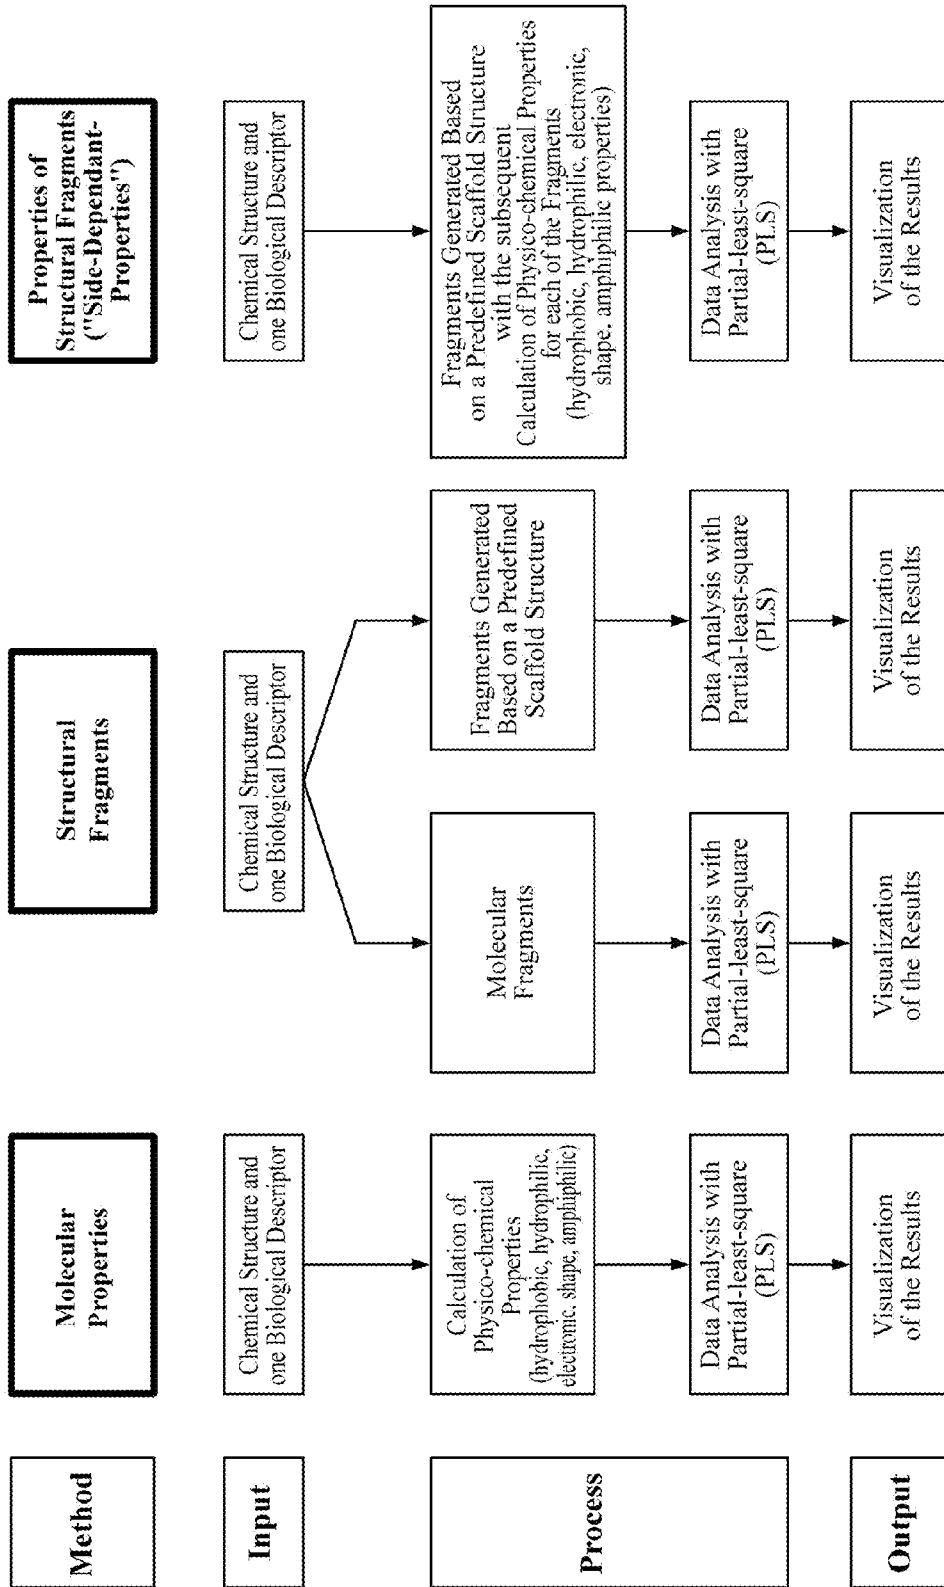 Method
Molecular
Properties
Structural
Fragments
Properties of
Structural Fragments
("Side-Dependant-
Properties")
Input
Chemical Structure and
one Biological Descriptor
Chemical Structure and
one Biological Descriptor
Chemical Structure and
one Biological Descriptor
Process
Calculation of
Physico-chemical
Properties
(hydrophobic, hydrophilic,
electronic, shape, amphiphilic)
Molecular
Fragments
Fragments Generated
Based on a Predefined
Scaffold Structure
Fragments Generated Based
on a Predefined Scaffold Structure
with the subsequent
Calculation of Physico-chemical Properties
for each of the Fragments
(hydrophobic, hydrophilic, electronic,
shape, amphiphilic properties)
Data Analysis with
Partial-least-square
(PLS)
Data Analysis with
Partial-least-square
(PLS)
Data Analysis with
Partial-least-square
(PLS)
Data Analysis with
Partial-least-square
(PLS)
Output
Visualization
of the Results
Visualization
of the Results
Visualization
of the Results
Visualization
of the Results